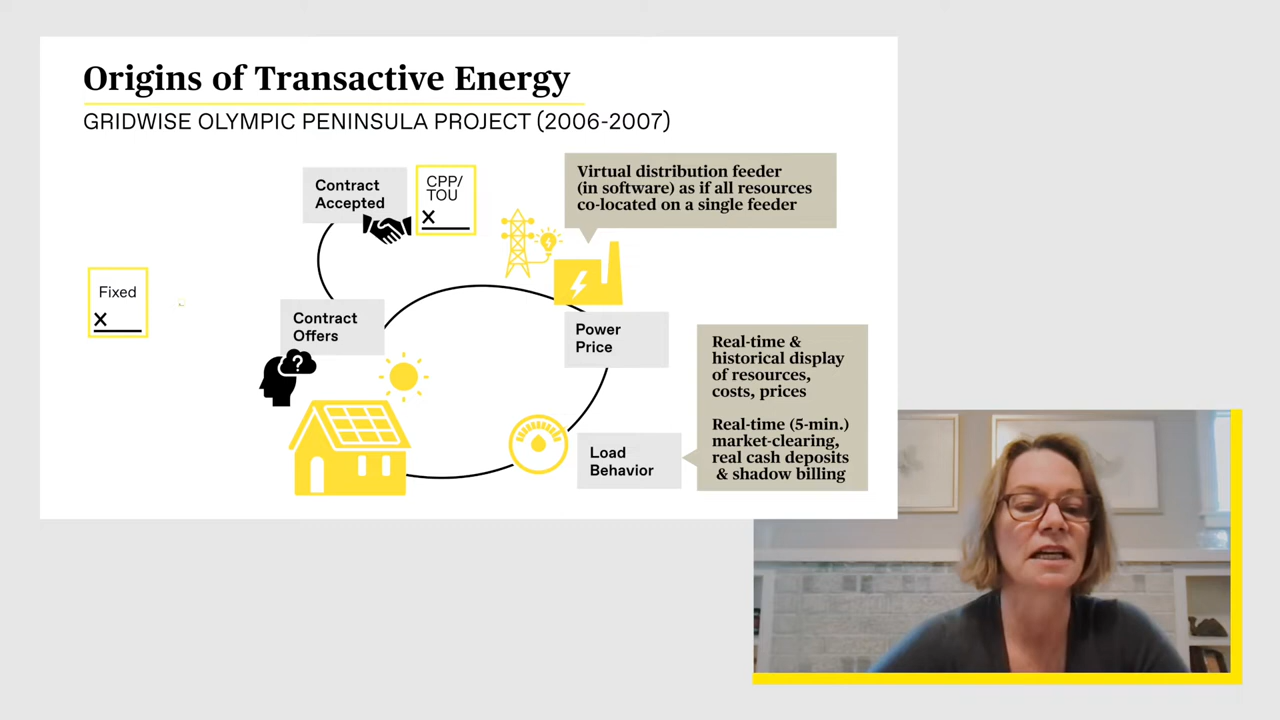 Origins of Transactive Energy
GRIDWISE OLYMPIC PENINSULA PROJECT (2006-2007)
Contract
Accepted
CPP/
TOU
X
Virtual distribution feeder
(in software) as if all resources
co-located on a single feeder
Fixed
X
Contract
Offers
?
Power
Price
Real-time &
historical display
of resources,
costs, prices
Real-time (5-min.)
market-clearing,
real cash deposits
& shadow billing
Load
Behavior